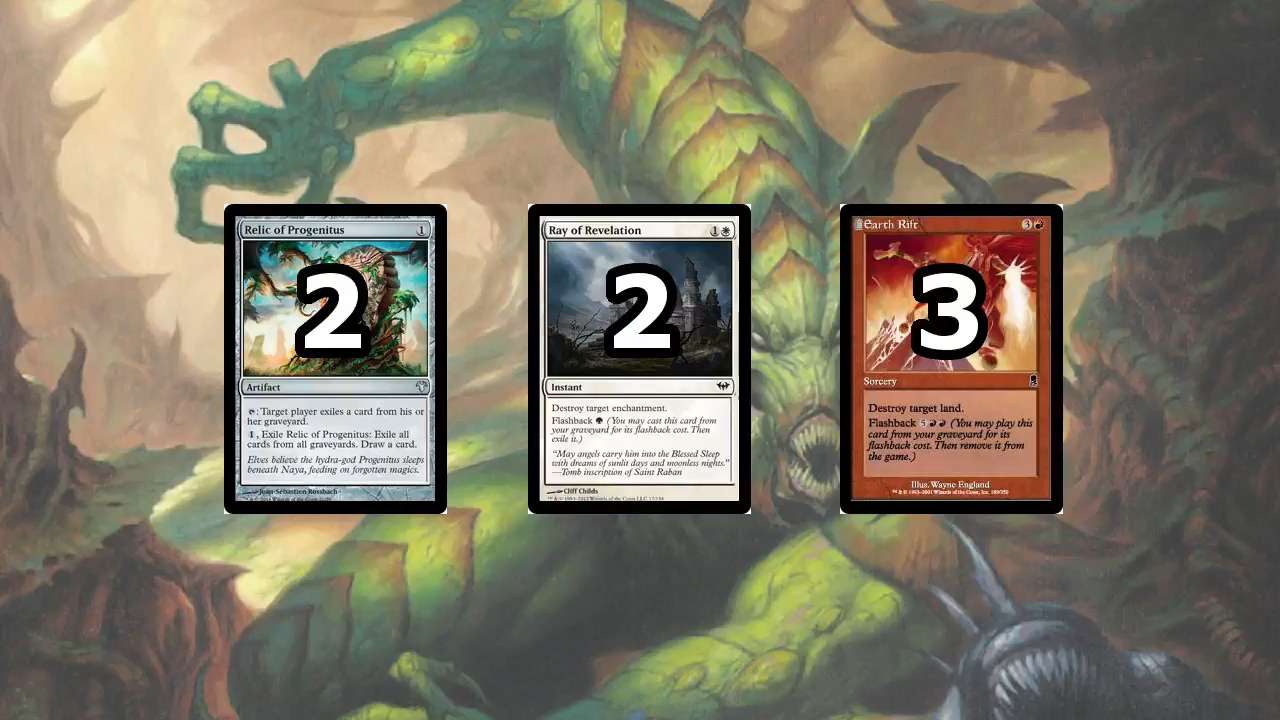 Relic of Progenitus 1
2
Artifact
:Target player exiles a card from his or
her graveyard.
1, Exile Relic of Progenitus: Exile all
cards from all graveyards. Draw a card.
Elves believe the hydra-god Progenitus sleeps
beneath Naya, feeding on forgotten magics.
Jean-Sébastien Rossbach
Ray of Revelation 1
2
Instant
Destroy target enchantment.
Flashback (You may cast this card from
your graveyard for its flashback cost. Then
exile it.)
"May angels carry him into the Blessed Sleep
with dreams of sunlit days and moonless nights."
—Tomb inscription of Saint Raban
Cliff Childs
Earth Rift 3
3
Sorcery
Destroy target land.
Flashback 5 (You may play this
card from your graveyard for its
flashback cost. Then remove it from
the game.)
Illus. Wayne England